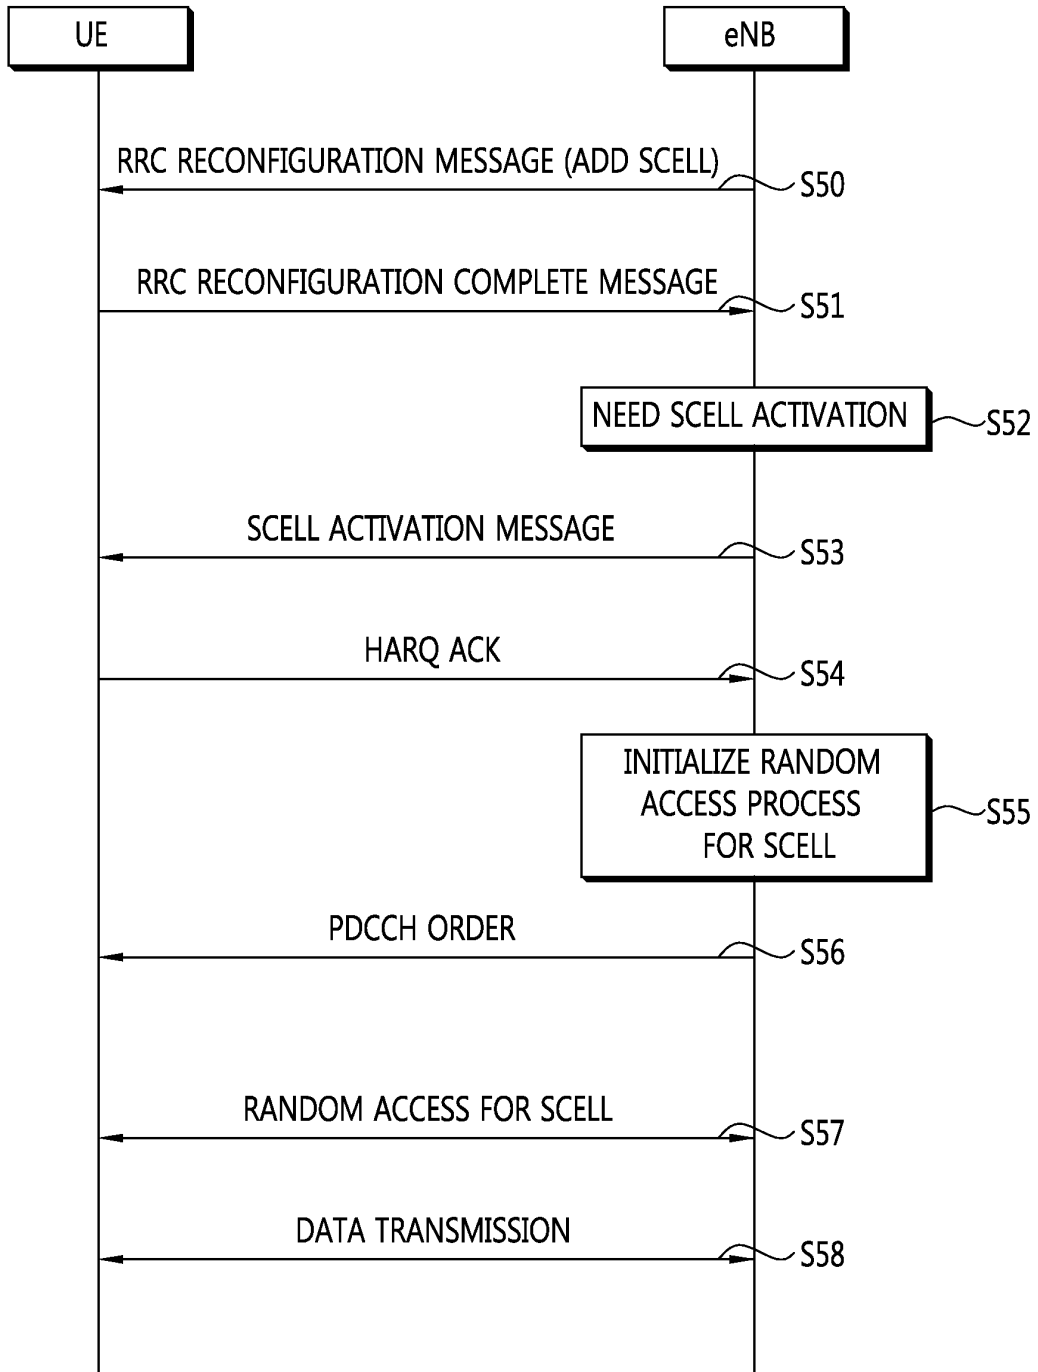 UE
eNB
RRC RECONFIGURATION MESSAGE (ADD SCELL)
S50
RRC RECONFIGURATION COMPLETE MESSAGE
S51
NEED SCELL ACTIVATION
S52
SCELL ACTIVATION MESSAGE
S53
HARQ ACK
S54
INITIALIZE RANDOM
ACCESS PROCESS
FOR SCELL
S55
PDCCH ORDER
S56
RANDOM ACCESS FOR SCELL
S57
DATA TRANSMISSION
S58